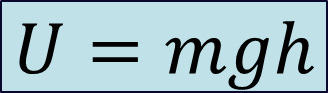 U = mgh